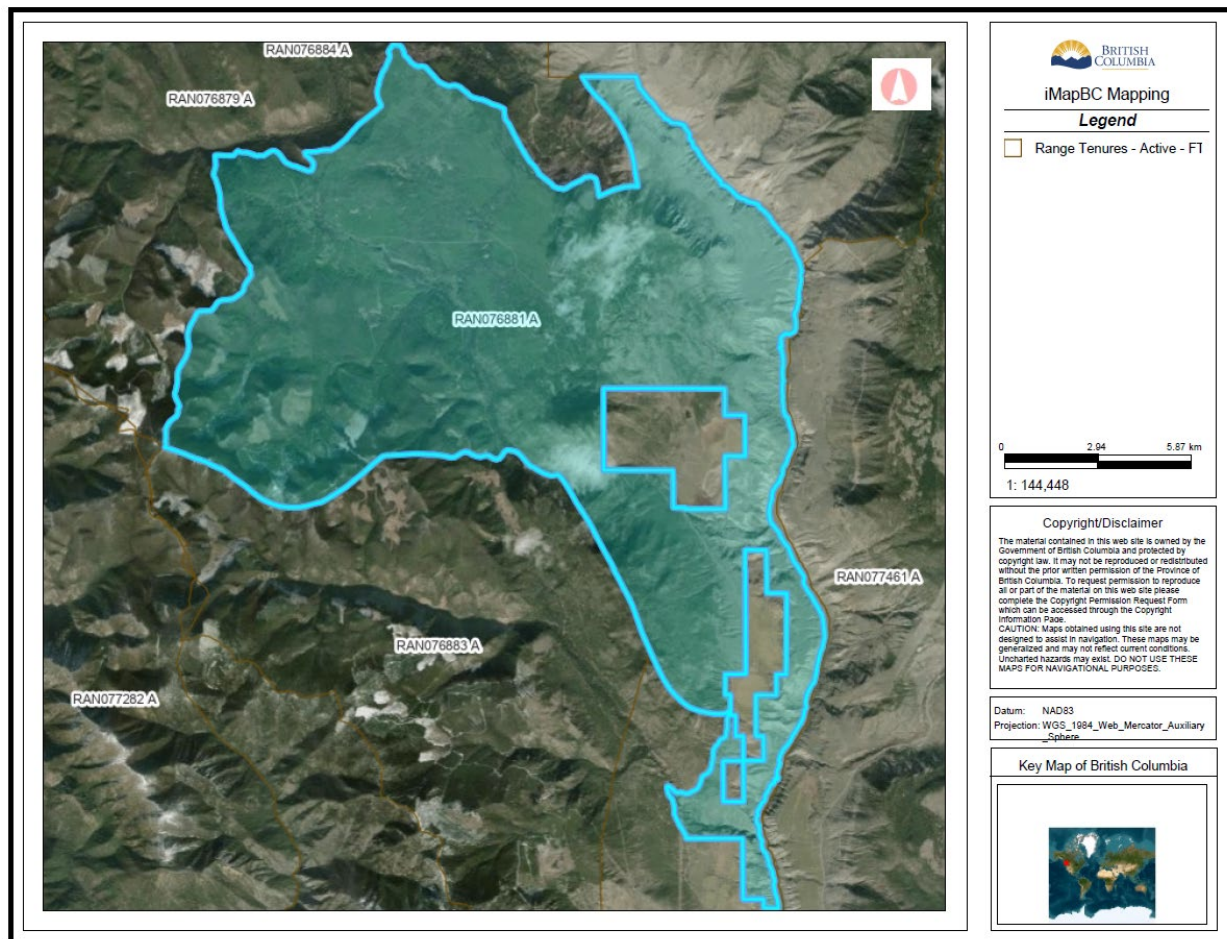 RAN076884 A
RAN076879 A
RAN076881 A
RAN077461 A
RAN076883 A
RAN077282 A
BRITISH
COLUMBIA
iMapBC Mapping
Legend
Range Tenures - Active - FT
0 2.94 5.87 km
1: 144,448
Copyright/Disclaimer
The material contained in this web site is owned by the
Government of British Columbia and protected by
copyright law. It may not be reproduced or redistributed
without the prior written permission of the Province of
British Columbia. To request permission to reproduce
all or part of the material on this web site please
complete the Copyright Permission Request Form
which can be accessed through the Copyright
Information Page.
CAUTION: Maps obtained using this site are not
designed to assist in navigation. These maps may be
generalized and may not reflect current conditions.
Uncharted hazards may exist. DO NOT USE THESE
MAPS FOR NAVIGATIONAL PURPOSES.
Datum: NAD83
Projection: WGS_1984_Web_Mercator_Auxiliary
_Sphere
Key Map of British Columbia